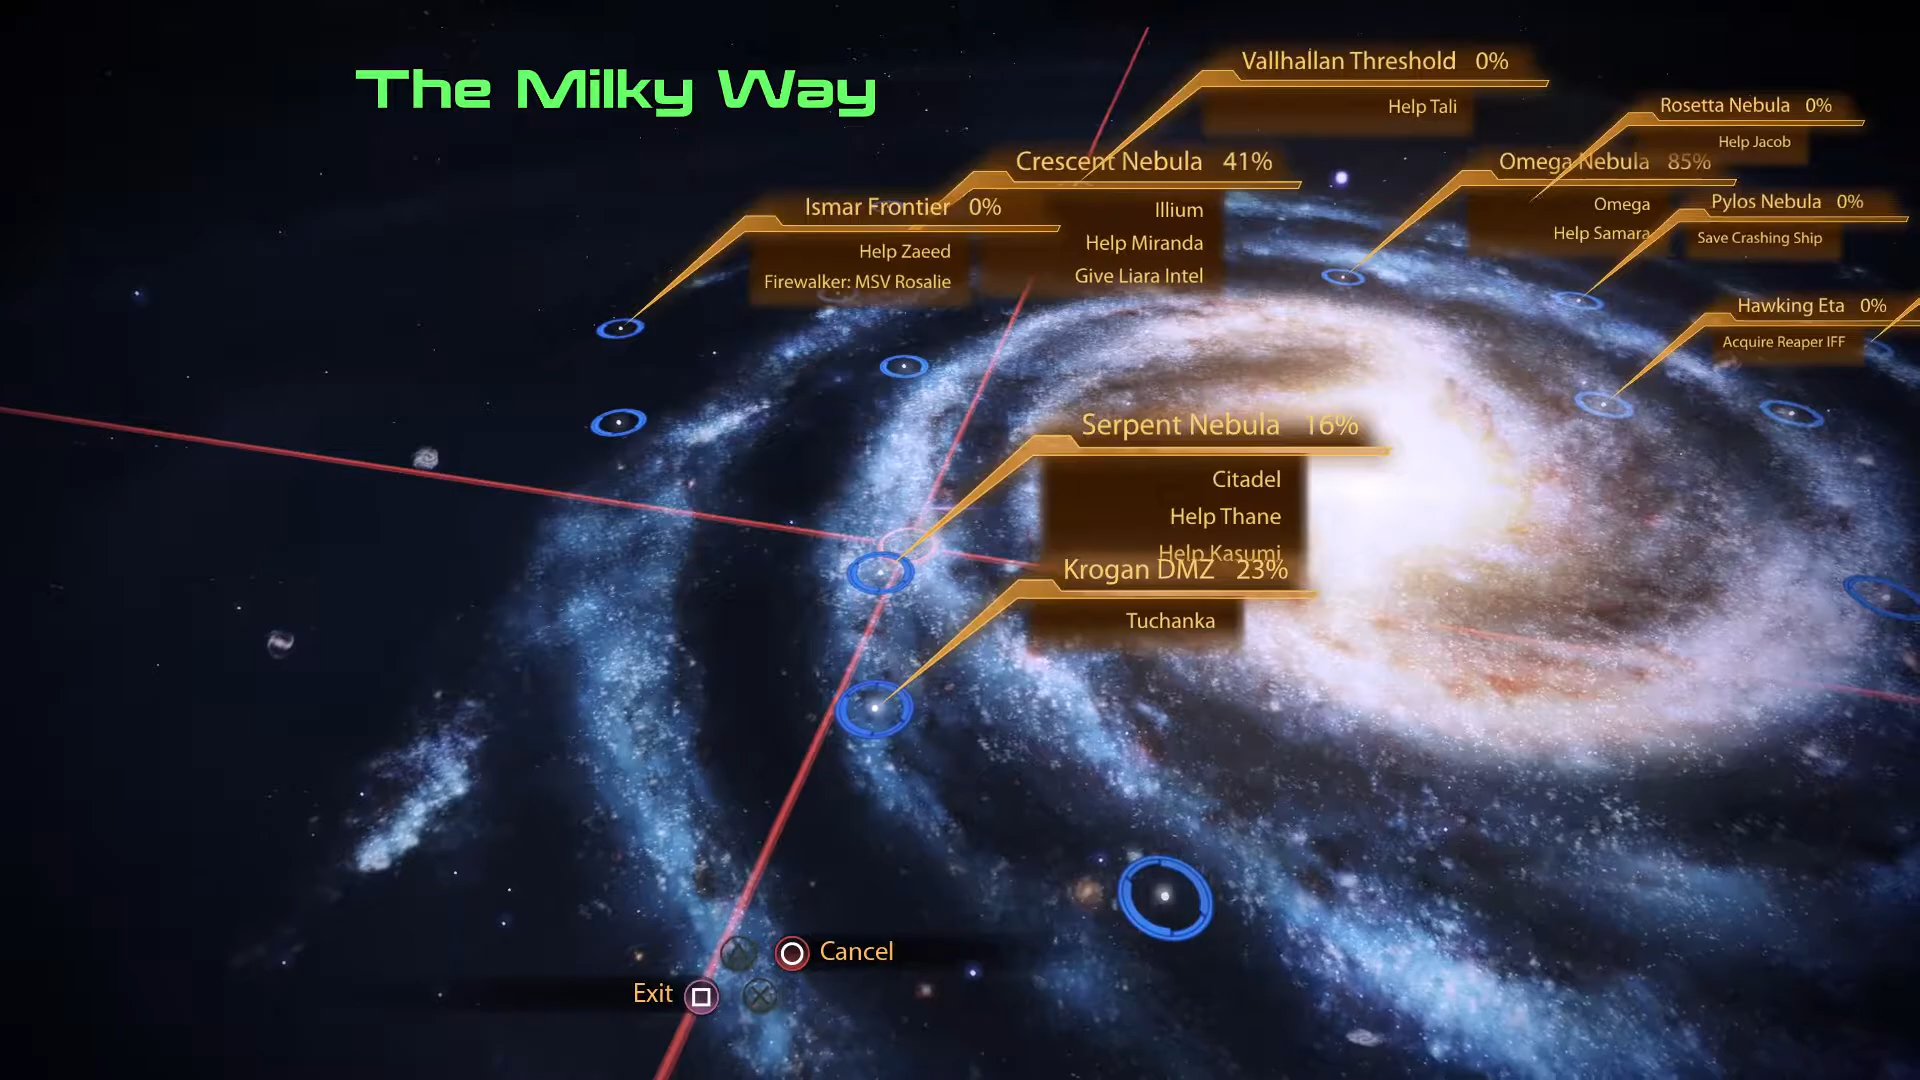 The Milky Way
Vallhallan Threshold 0%
Help Tali
Rosetta Nebula 0%
Help Jacob
Crescent Nebula 41%
Illium
Help Miranda
Give Liara Intel
Omega Nebula 85%
Omega
Help Samara
Ismar Frontier 0%
Help Zaeed
Firewalker: MSV Rosalie
Pylos Nebula 0%
Save Crashing Ship
Hawking Eta 0%
Acquire Reaper IFF
Serpent Nebula 16%
Citadel
Help Thane
Help Kasumi
Krogan DMZ 23%
Tuchanka
Cancel
Exit